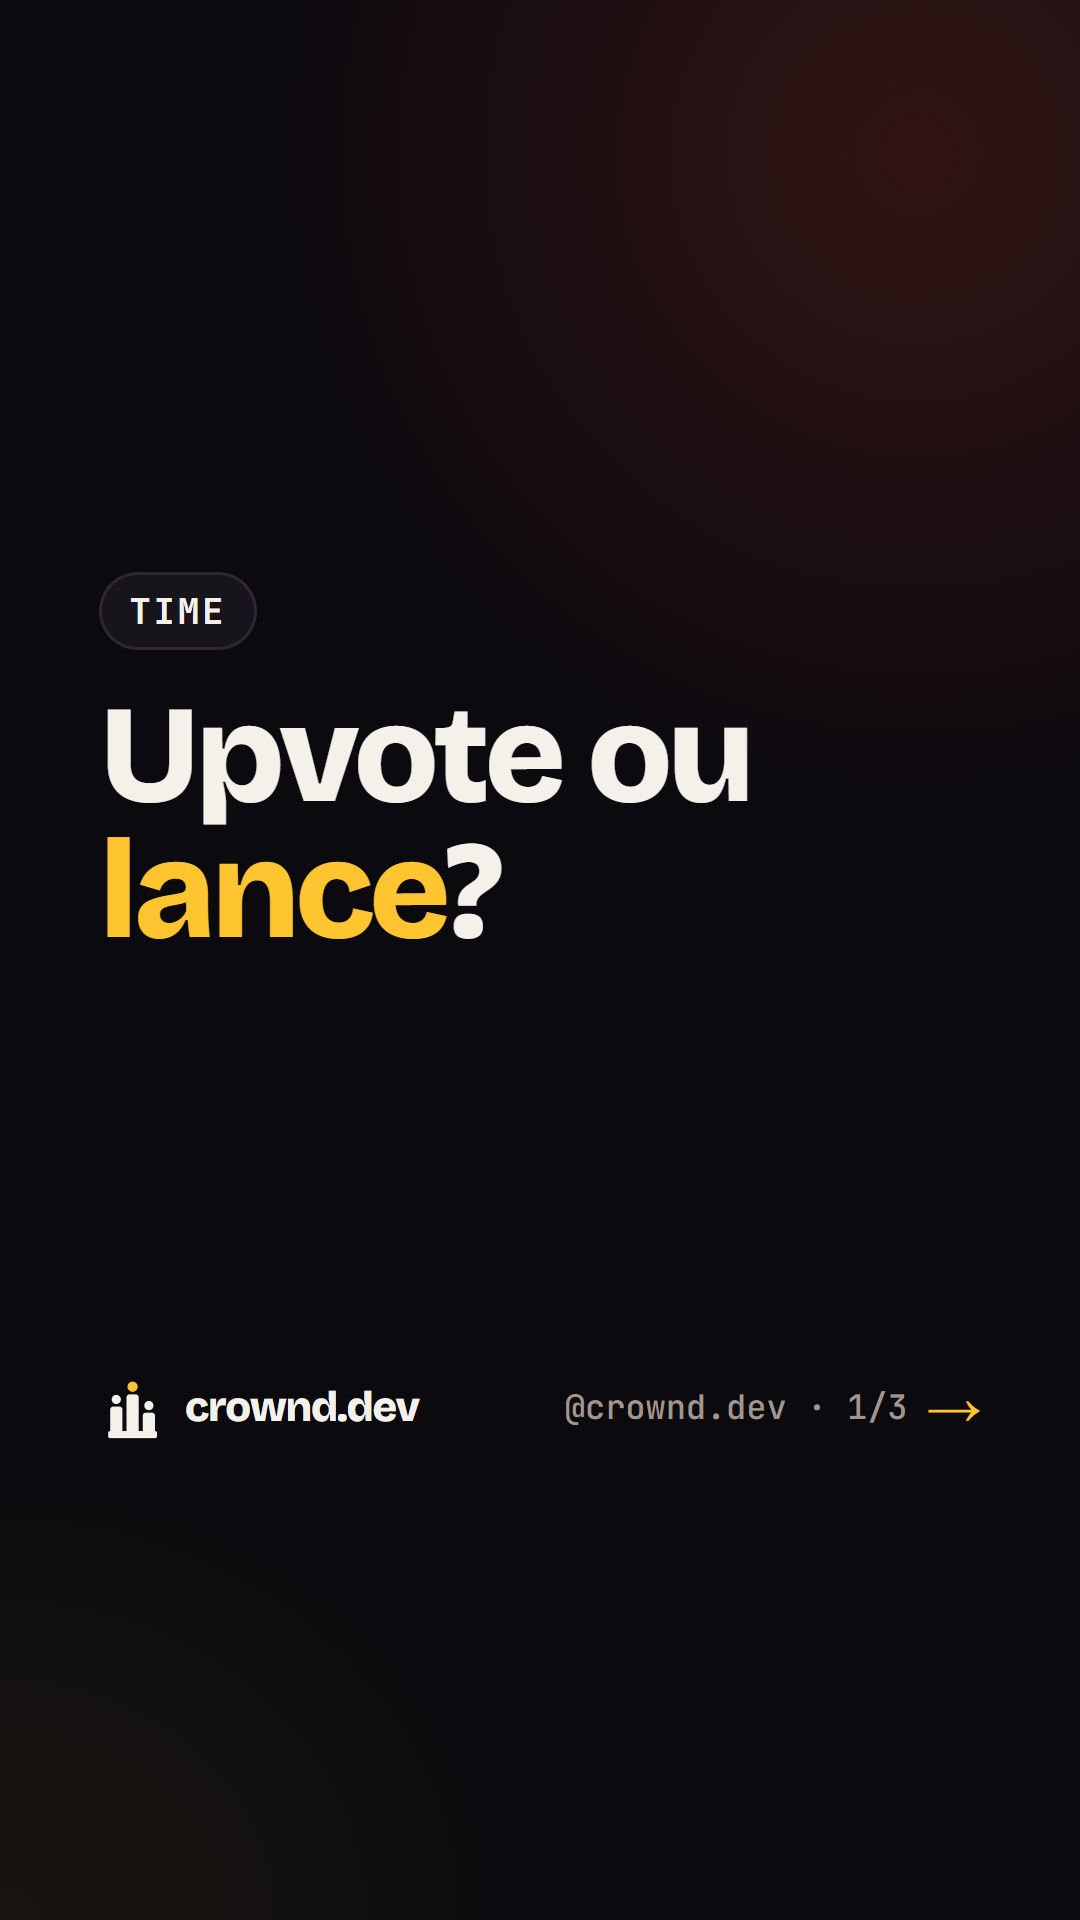 TIME
Upvote ou
lance?
crownd.dev
@crownd.dev · 1/3 →